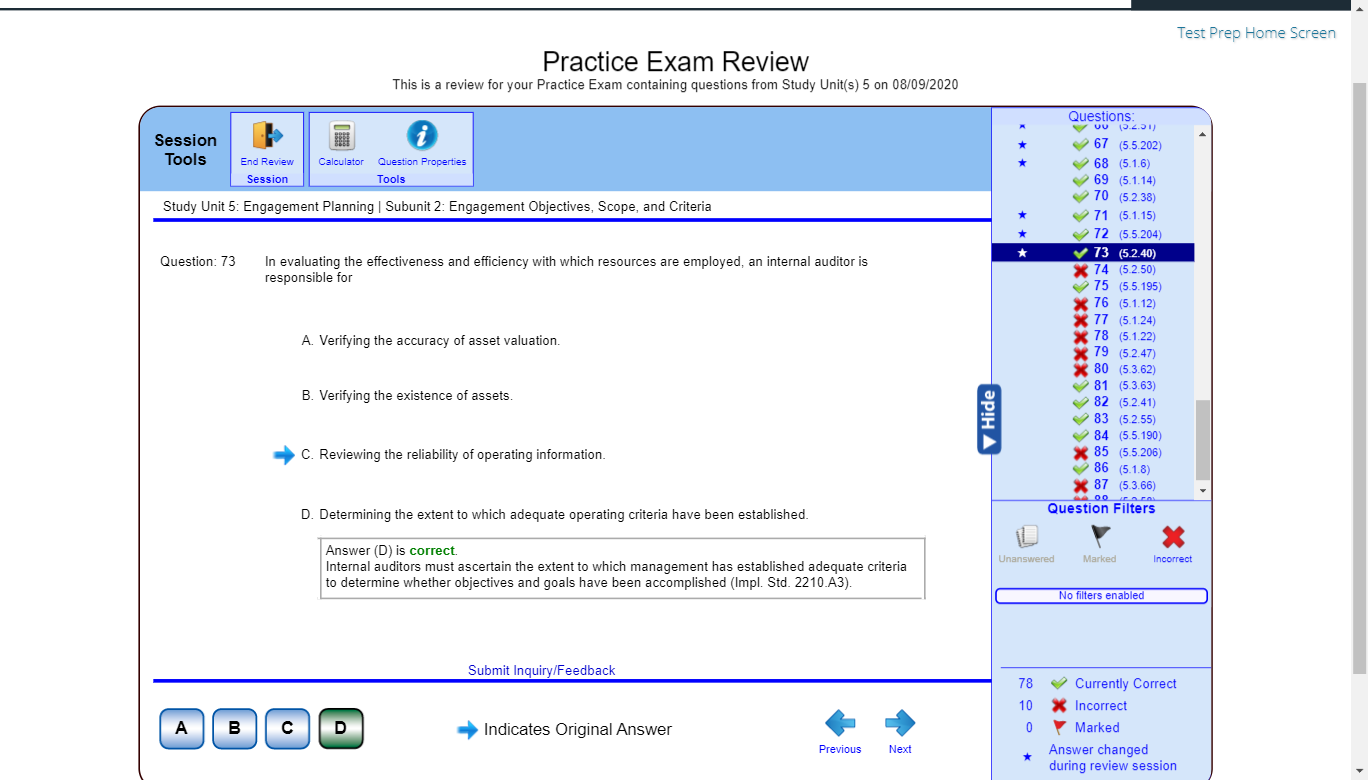 Test Prep Home Screen
Practice Exam Review
This is a review for your Practice Exam containing questions from Study Unit(s) 5 on 08/09/2020
Session Tools
End Review
Session
Calculator
Question Properties
Tools
Study Unit 5: Engagement Planning | Subunit 2: Engagement Objectives, Scope, and Criteria
Question: 73
In evaluating the effectiveness and efficiency with which resources are employed, an internal auditor is
responsible for
A. Verifying the accuracy of asset valuation.
B. Verifying the existence of assets.
C. Reviewing the reliability of operating information.
D. Determining the extent to which adequate operating criteria have been established.
Answer (D) is correct.
Internal auditors must ascertain the extent to which management has established adequate criteria
to determine whether objectives and goals have been accomplished (Impl. Std. 2210.A3).
Submit Inquiry/Feedback
A B C D
Indicates Original Answer
Previous
Next
Hide
Questions:
67 (5.5.202)
68 (5.1.6)
69 (5.1.14)
70 (5.2.38)
71 (5.1.15)
72 (5.5.204)
73 (5.2.40)
74 (5.2.50)
75 (5.5.195)
76 (5.1.12)
77 (5.1.24)
78 (5.1.22)
79 (5.2.47)
80 (5.3.62)
81 (5.3.63)
82 (5.2.41)
83 (5.2.55)
84 (5.5.190)
85 (5.5.206)
86 (5.1.8)
87 (5.3.66)
Question Filters
Unanswered
Marked
Incorrect
No filters enabled
78 Currently Correct
10 Incorrect
0 Marked
Answer changed
during review session